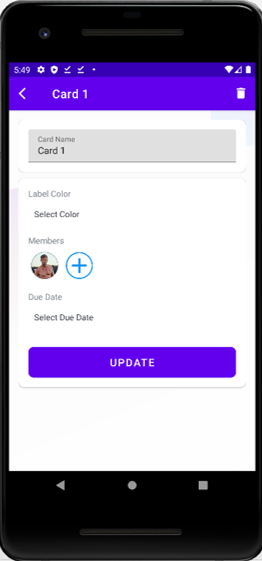 5:49
Card 1
Card Name
Card 1
Label Color
Select Color
Members
Due Date
Select Due Date
UPDATE